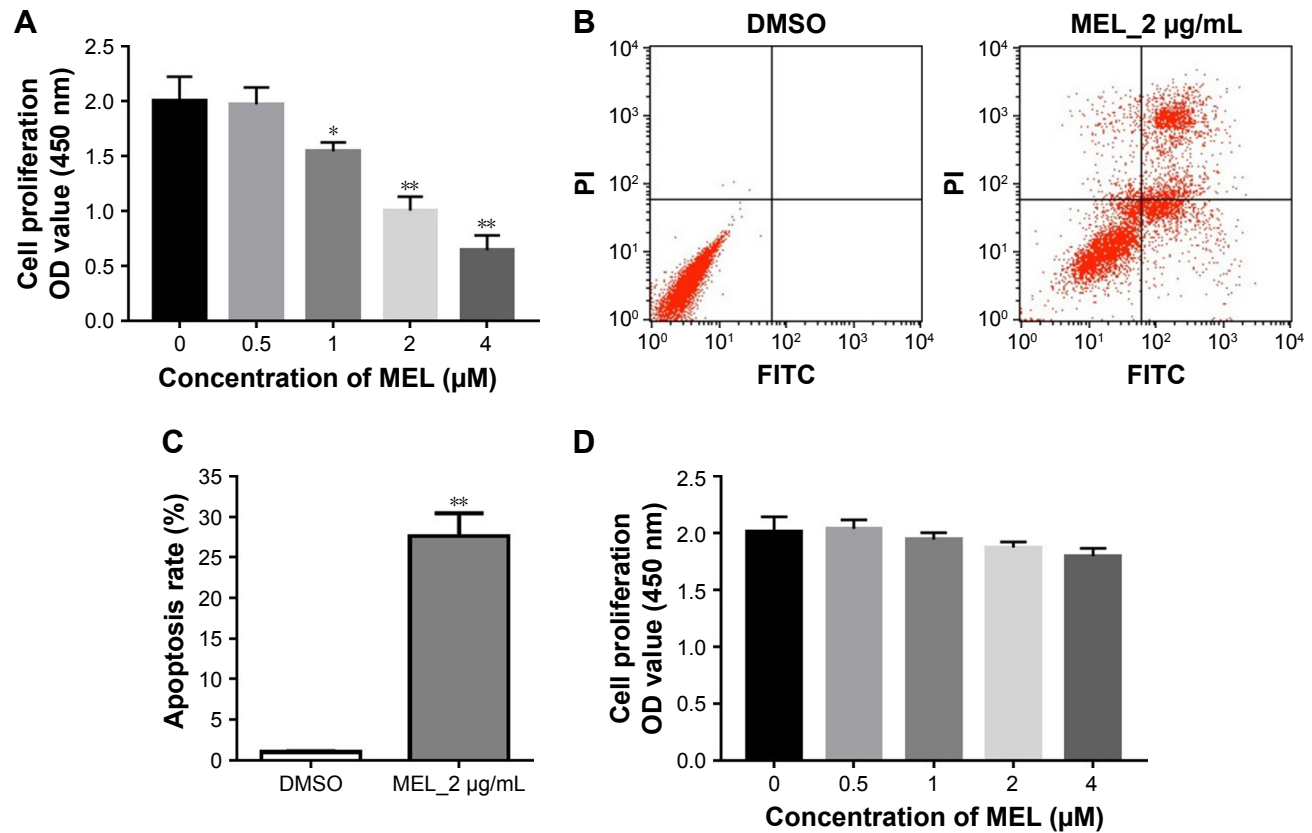 A
Cell proliferation
OD value (450 nm)
2.5
2.0
1.5
1.0
0.5
0.0
*
**
**
0 0.5 1 2 4
Concentration of MEL (µM)
B
DMSO
PI
10⁴
10³
10²
10¹
10⁰
10⁰ 10¹ 10² 10³ 10⁴
FITC
MEL_2 µg/mL
PI
10⁴
10³
10²
10¹
10⁰
10⁰ 10¹ 10² 10³ 10⁴
FITC
C
Apoptosis rate (%)
35
30
25
20
15
10
5
0
**
DMSO MEL_2 µg/mL
D
Cell proliferation
OD value (450 nm)
2.5
2.0
1.5
1.0
0.5
0.0
0 0.5 1 2 4
Concentration of MEL (µM)